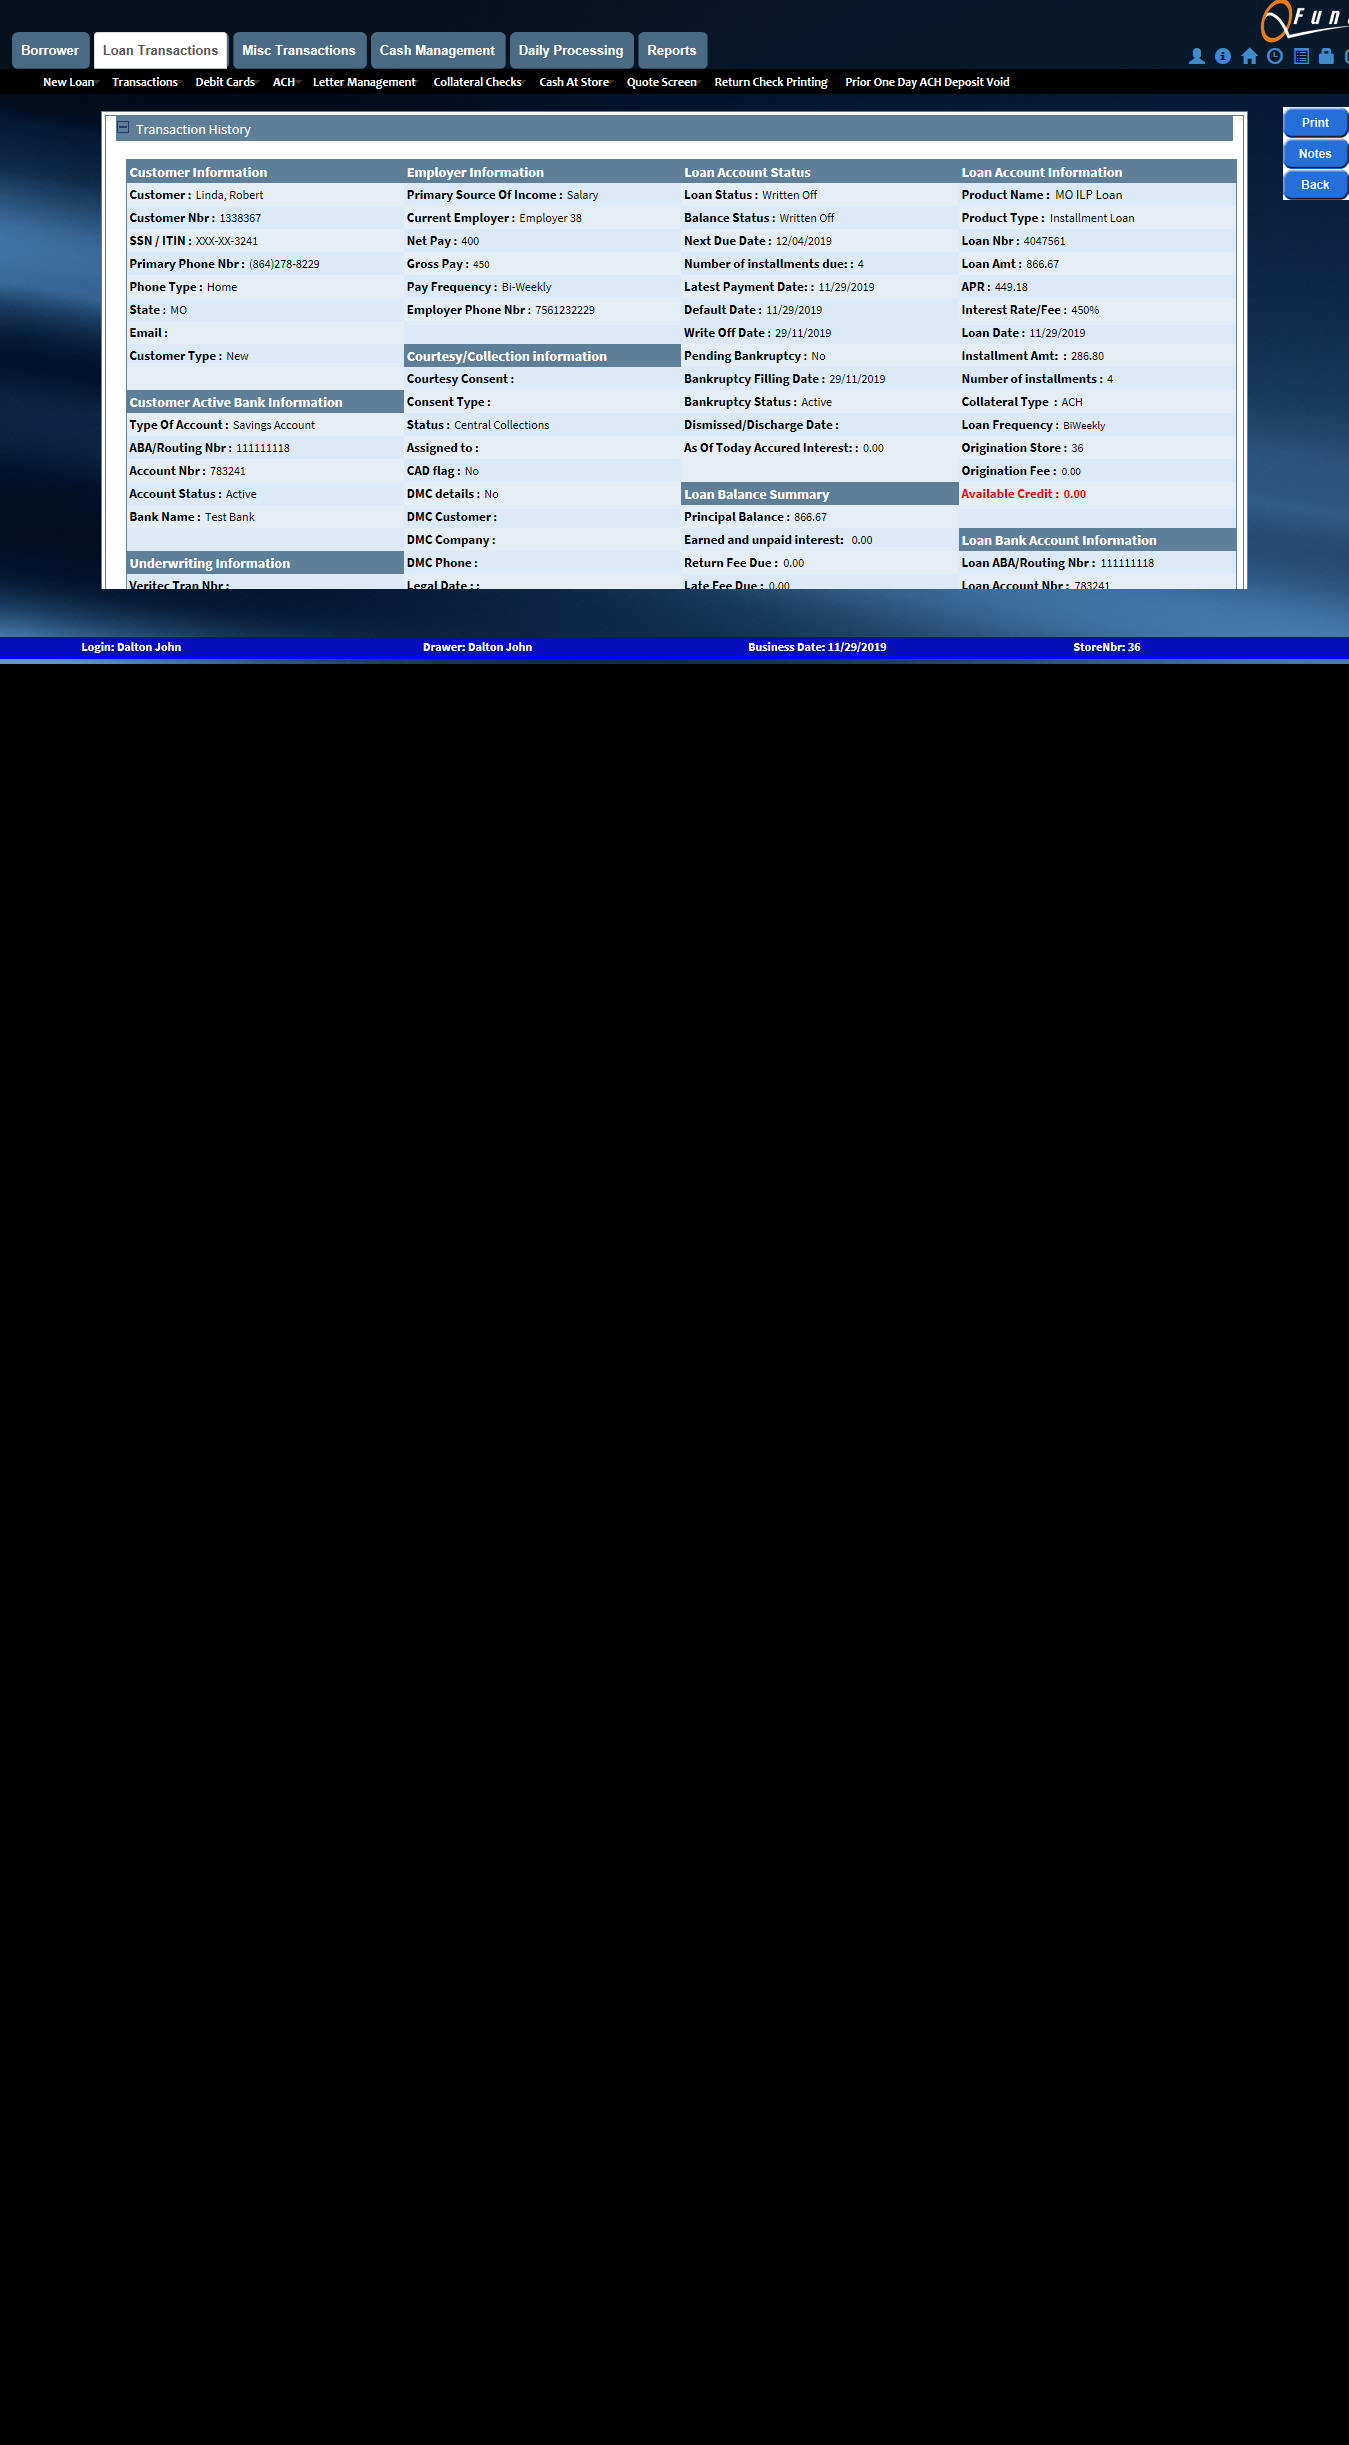 Fun
Borrower
Loan Transactions
Misc Transactions
Cash Management
Daily Processing
Reports
New Loan
Transactions
Debit Cards
ACH
Letter Management
Collateral Checks
Cash At Store
Quote Screen
Return Check Printing
Prior One Day ACH Deposit Void
Print
Notes
Back
Transaction History
Customer Information
Customer : Linda, Robert
Customer Nbr : 1338367
SSN / ITIN : XXX-XX-3241
Primary Phone Nbr : (864)278-8229
Phone Type : Home
State : MO
Email :
Customer Type : New
Customer Active Bank Information
Type Of Account : Savings Account
ABA/Routing Nbr : 111111118
Account Nbr : 783241
Account Status : Active
Bank Name : Test Bank
Underwriting Information
Veritec Tran Nbr :
Employer Information
Primary Source Of Income : Salary
Current Employer : Employer 38
Net Pay : 400
Gross Pay : 450
Pay Frequency : Bi-Weekly
Employer Phone Nbr : 7561232229
Courtesy/Collection information
Courtesy Consent :
Consent Type :
Status : Central Collections
Assigned to :
CAD flag : No
DMC details : No
DMC Customer :
DMC Company :
DMC Phone :
Legal Date : :
Loan Account Status
Loan Status : Written Off
Balance Status : Written Off
Next Due Date : 12/04/2019
Number of installments due: : 4
Latest Payment Date: : 11/29/2019
Default Date : 11/29/2019
Write Off Date : 29/11/2019
Pending Bankruptcy : No
Bankruptcy Filling Date : 29/11/2019
Bankruptcy Status : Active
Dismissed/Discharge Date :
As Of Today Accured Interest: : 0.00
Loan Balance Summary
Principal Balance : 866.67
Earned and unpaid interest: 0.00
Return Fee Due : 0.00
Late Fee Due : 0.00
Loan Account Information
Product Name : MO ILP Loan
Product Type : Installment Loan
Loan Nbr : 4047561
Loan Amt : 866.67
APR : 449.18
Interest Rate/Fee : 450%
Loan Date : 11/29/2019
Installment Amt: : 286.80
Number of installments : 4
Collateral Type : ACH
Loan Frequency : BiWeekly
Origination Store : 36
Origination Fee : 0.00
Available Credit : 0.00
Loan Bank Account Information
Loan ABA/Routing Nbr : 111111118
Loan Account Nbr : 783241
Login: Dalton John
Drawer: Dalton John
Business Date: 11/29/2019
StoreNbr: 36